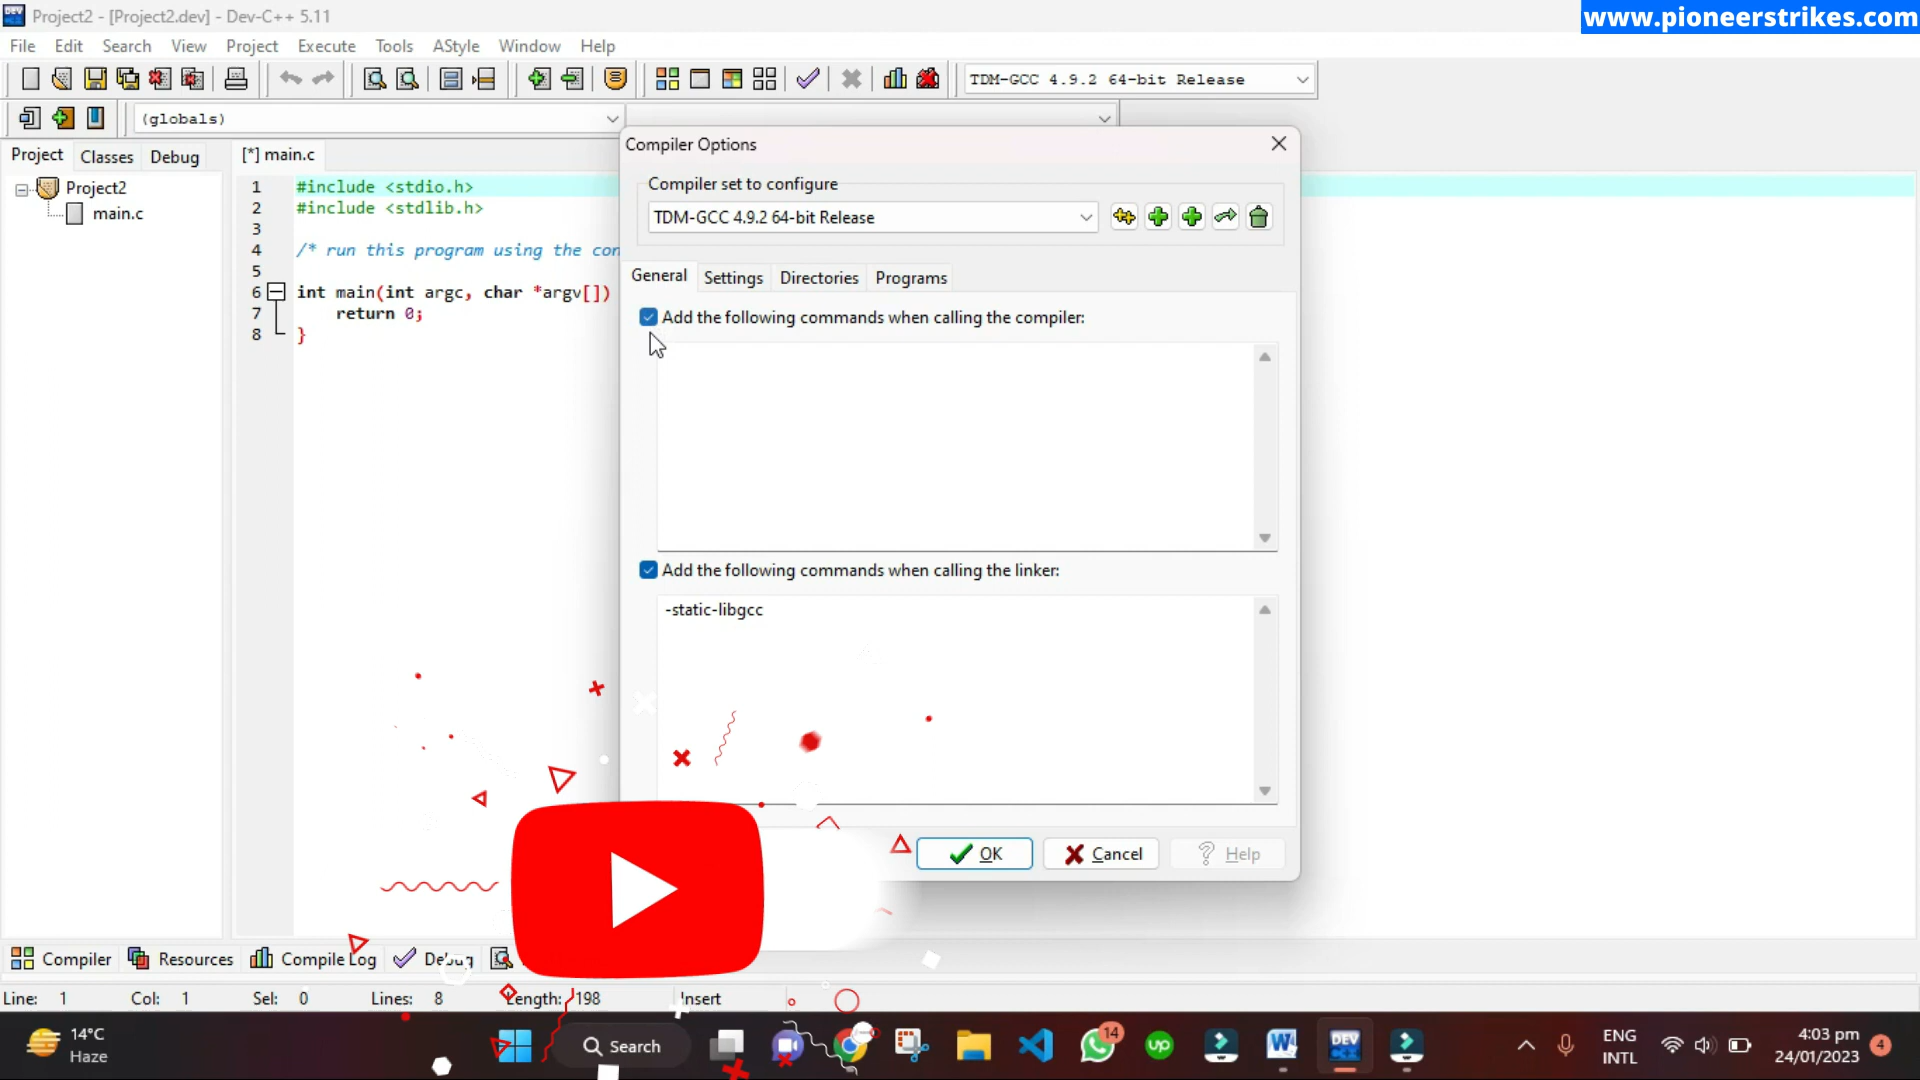 Project2 - [Project2.dev] - Dev-C++ 5.11
www.pioneerstrikes.com
File Edit Search View Project Execute Tools AStyle Window Help
TDM-GCC 4.9.2 64-bit Release
(globals)
Project Classes Debug
[*] main.c
Project2
main.c
1 #include <stdio.h>
2 #include <stdlib.h>
3
4 /* run this program using the con
5
6 int main(int argc, char *argv[])
7 return 0;
8 }
Compiler Options
Compiler set to configure
TDM-GCC 4.9.2 64-bit Release
General Settings Directories Programs
Add the following commands when calling the compiler:
Add the following commands when calling the linker:
-static-libgcc
OK Cancel ? Help
Compiler Resources Compile Log Debug
Line: 1 Col: 1 Sel: 0 Lines: 8 Length: 198 Insert
14°C
Haze
Search
14
up
DEV
ENG
INTL
4:03 pm
24/01/2023
4